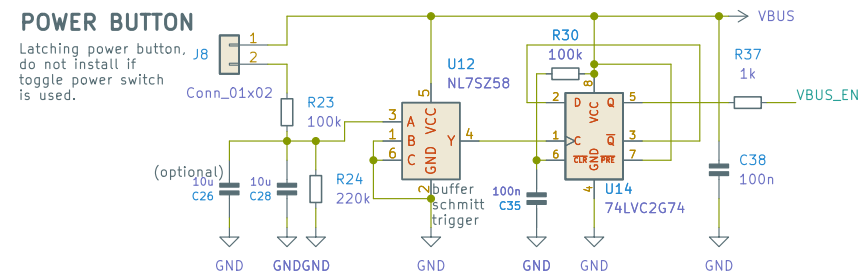 POWER BUTTON
Latching power button,
do not install if
toggle power switch
is used.
J8
1
2
Conn_01x02
R23
100k
(optional)
10u
C26
10u
C28
R24
220k
GND
GND
GND
U12
NL7SZ58
5
VCC
3
A
1
B
6
C
Y
4
GND
2
buffer
schmitt
trigger
GND
R30
100k
100n
C35
GND
8
VCC
2
D
Q
5
1
C
Q
3
6
CLR
GND
PRE
7
4
U14
74LVC2G74
GND
VBUS
R37
1k
VBUS_EN
C38
100n
GND